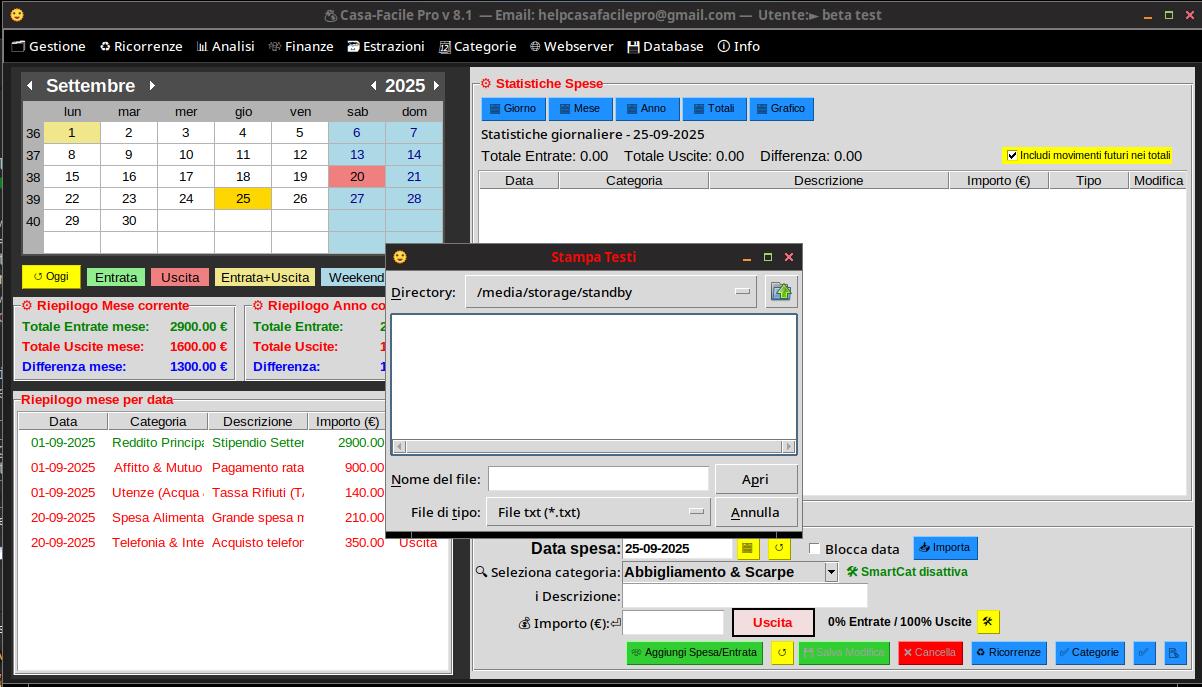 Casa-Facile Pro v 8.1 — Email: helpcasafacilepro@gmail.com — Utente:► beta test
Gestione Ricorrenze Analisi Finanze Estrazioni Categorie Webserver Database Info
Settembre 2025
lun mar mer gio ven sab dom
36 1 2 3 4 5 6 7
37 8 9 10 11 12 13 14
38 15 16 17 18 19 20 21
39 22 23 24 25 26 27 28
40 29 30
Oggi Entrata Uscita Entrata+Uscita Weekend
Riepilogo Mese corrente
Totale Entrate mese: 2900.00 €
Totale Uscite mese: 1600.00 €
Differenza mese: 1300.00 €
Riepilogo Anno co
Totale Entrate: 2
Totale Uscite: 1
Differenza: 1
Riepilogo mese per data
Data Categoria Descrizione Importo (€)
01-09-2025 Reddito Principa Stipendio Setter 2900.00
01-09-2025 Affitto & Mutuo Pagamento rata 900.00
01-09-2025 Utenze (Acqua Tassa Rifiuti (T 140.00
20-09-2025 Spesa Alimenta Grande spesa m 210.00
20-09-2025 Telefonia & Inte Acquisto telefor 350.00 Uscita
Statistiche Spese
Giorno Mese Anno Totali Grafico
Statistiche giornaliere - 25-09-2025
Totale Entrate: 0.00 Totale Uscite: 0.00 Differenza: 0.00
Includi movimenti futuri nei totali
Data Categoria Descrizione Importo (€) Tipo Modifica
Stampa Testi
Directory: /media/storage/standby
Nome del file: Apri
File di tipo: File txt (*.txt) Annulla
Data spesa: 25-09-2025 Blocca data Importa
Seleziona categoria: Abbigliamento & Scarpe SmartCat disattiva
i Descrizione:
Importo (€): Uscita 0% Entrate / 100% Uscite
Aggiungi Spesa/Entrata Salva Modifica Cancella Ricorrenze Categorie